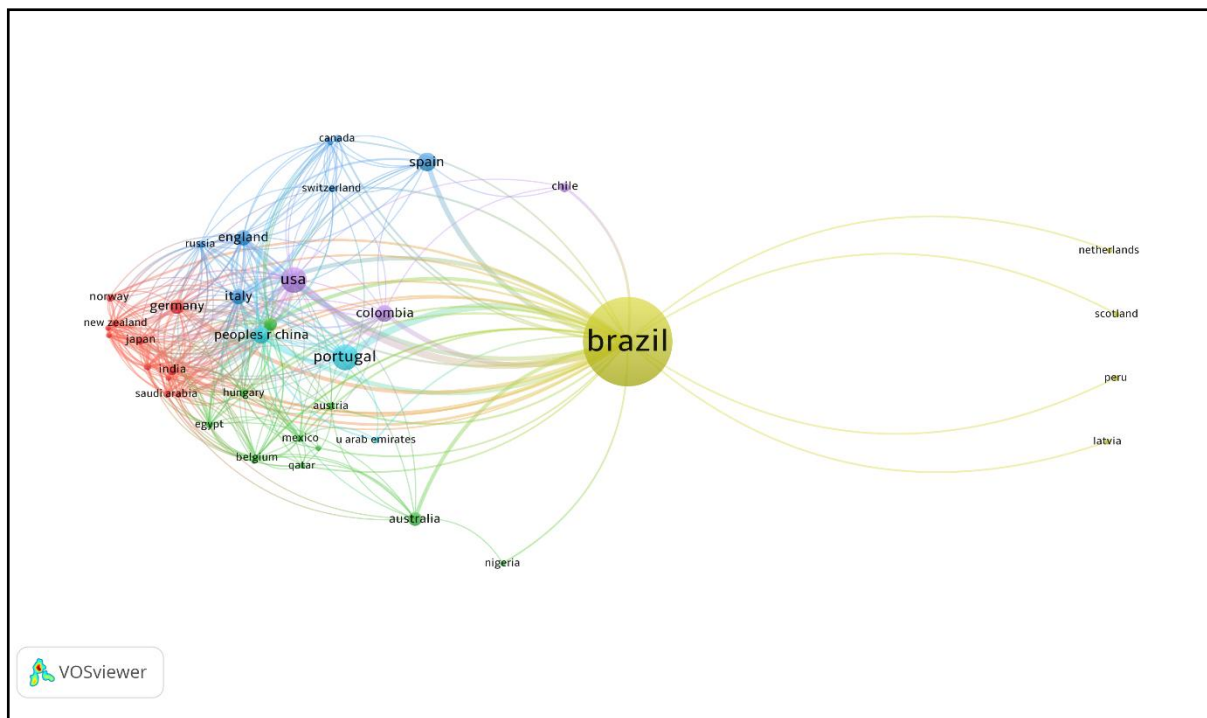 canada
spain
switzerland
chile
england
russia
netherlands
usa
norway
italy
germany
colombia
scotland
new zealand
peoples r china
japan
brazil
portugal
india
peru
saudi arabia
hungary
austria
egypt
mexico
u arab emirates
latvia
belgium
qatar
australia
nigeria
VOSviewer